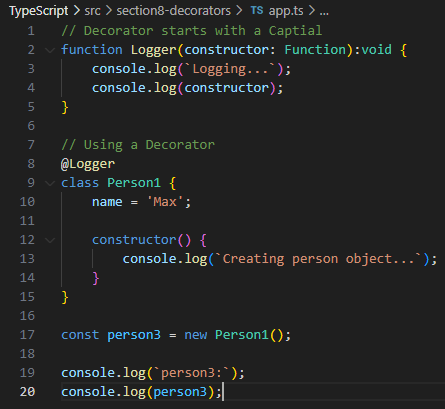 TypeScript > src > section8-decorators > TS app.ts > ...
1 // Decorator starts with a Captial
2 function Logger(constructor: Function):void {
3     console.log(`Logging...`);
4     console.log(constructor);
5 }
6
7 // Using a Decorator
8 @Logger
9 class Person1 {
10     name = 'Max';
11
12     constructor() {
13         console.log(`Creating person object...`);
14     }
15 }
16
17 const person3 = new Person1();
18
19 console.log(`person3:`);
20 console.log(person3);